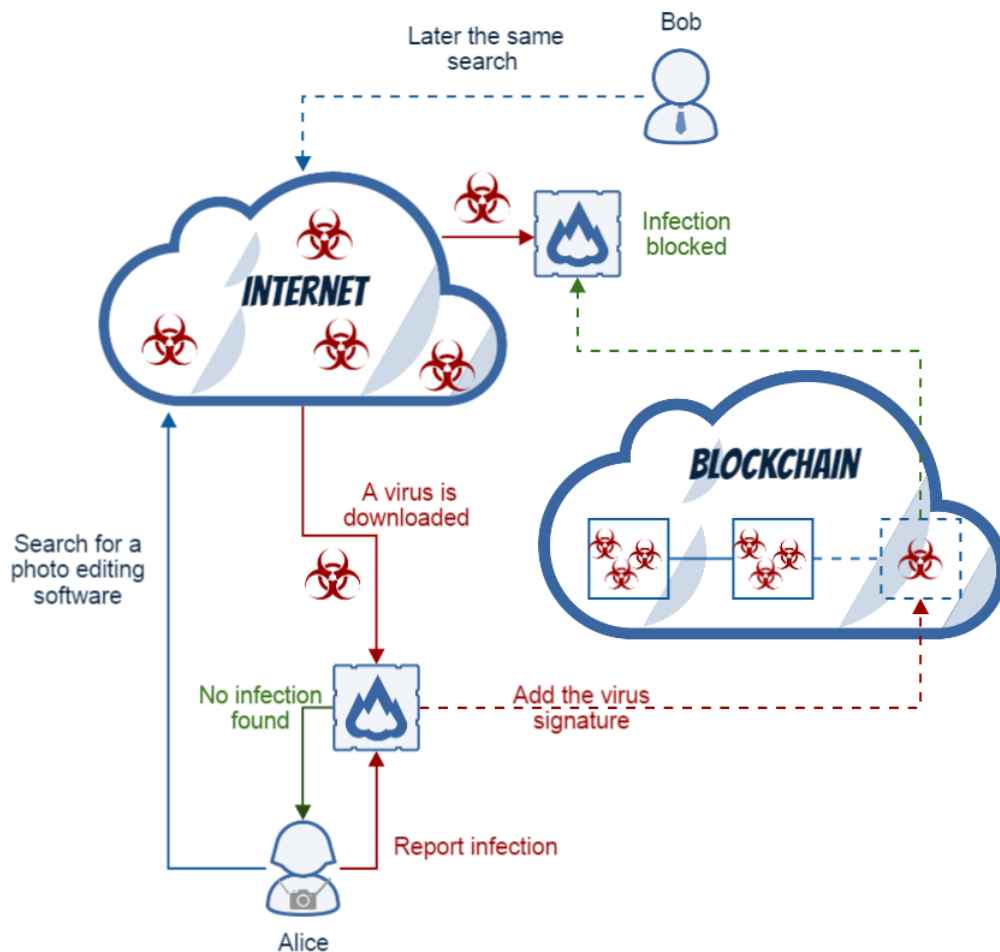 Bob
Later the same
search
Infection
blocked
INTERNET
BLOCKCHAIN
A virus is
downloaded
Search for a
photo editing
software
No infection
found
Add the virus
signature
Report infection
Alice